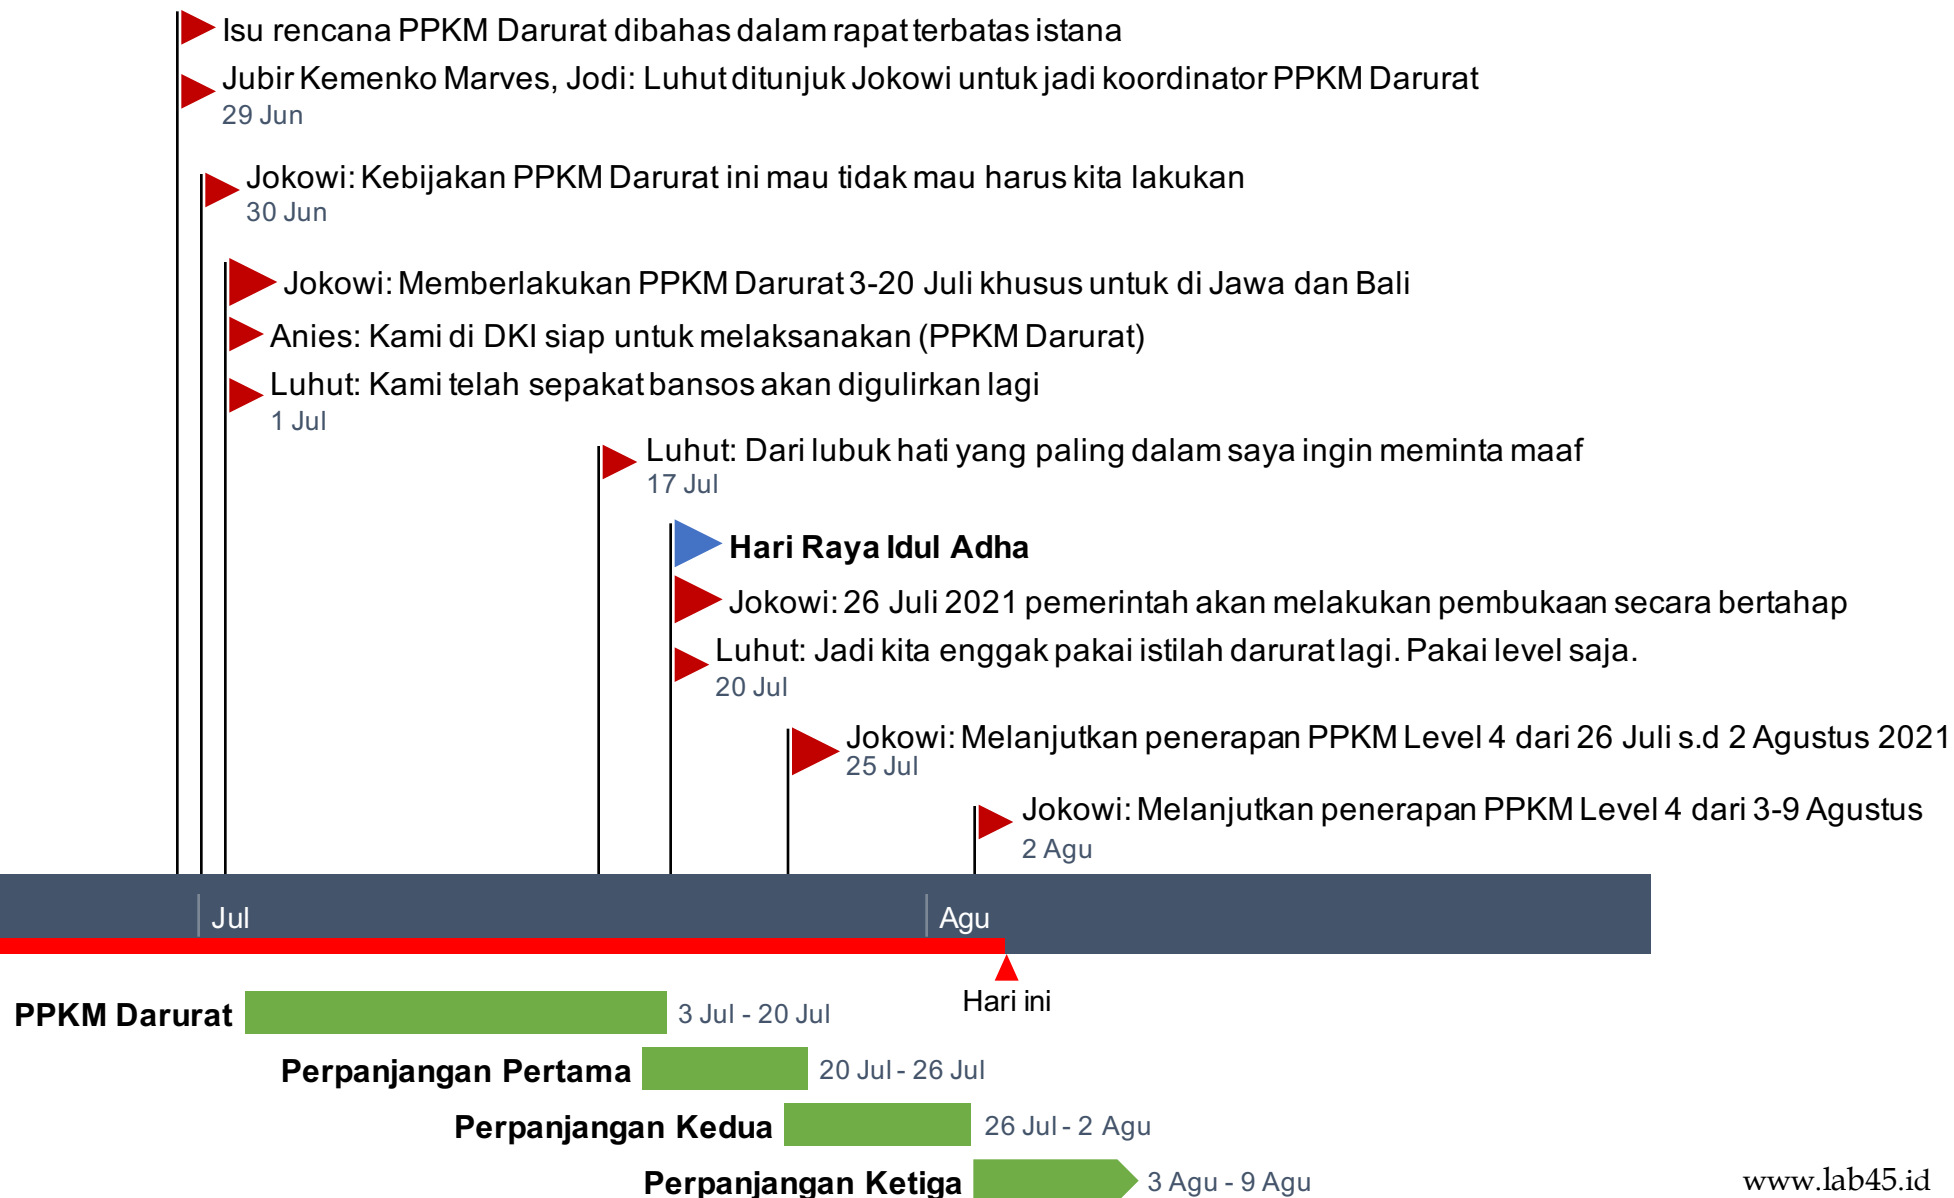 Isu rencana PPKM Darurat dibahas dalam rapat terbatas istana
Jubir Kemenko Marves, Jodi: Luhut ditunjuk Jokowi untuk jadi koordinator PPKM Darurat
29 Jun
Jokowi: Kebijakan PPKM Darurat ini mau tidak mau harus kita lakukan
30 Jun
Jokowi: Memberlakukan PPKM Darurat 3-20 Juli khusus untuk di Jawa dan Bali
Anies: Kami di DKI siap untuk melaksanakan (PPKM Darurat)
Luhut: Kami telah sepakat bansos akan digulirkan lagi
1 Jul
Luhut: Dari lubuk hati yang paling dalam saya ingin meminta maaf
17 Jul
Hari Raya Idul Adha
Jokowi: 26 Juli 2021 pemerintah akan melakukan pembukaan secara bertahap
Luhut: Jadi kita enggak pakai istilah darurat lagi. Pakai level saja.
20 Jul
Jokowi: Melanjutkan penerapan PPKM Level 4 dari 26 Juli s.d 2 Agustus 2021
25 Jul
Jokowi: Melanjutkan penerapan PPKM Level 4 dari 3-9 Agustus
2 Agu
Jul Agu
Hari ini
PPKM Darurat 3 Jul - 20 Jul
Perpanjangan Pertama 20 Jul - 26 Jul
Perpanjangan Kedua 26 Jul - 2 Agu
Perpanjangan Ketiga 3 Agu - 9 Agu
www.lab45.id